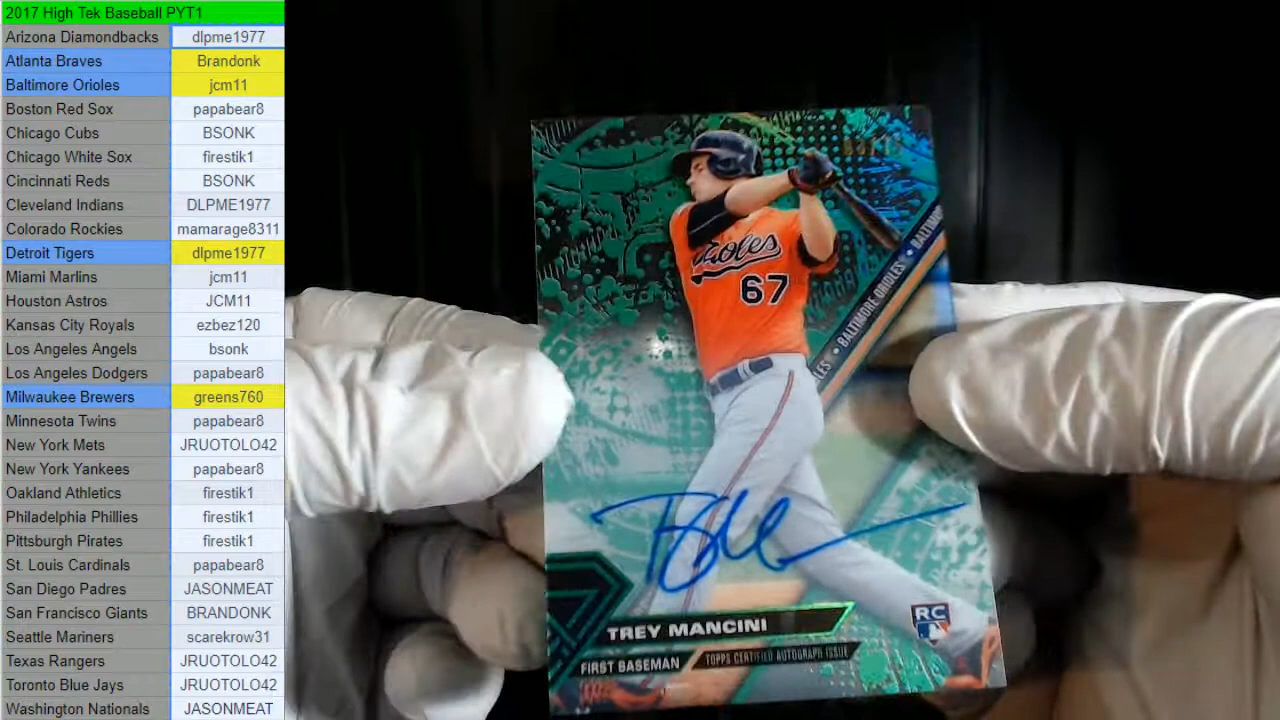 2017 High Tek Baseball PYT1
Arizona Diamondbacks dlpme1977
Atlanta Braves Brandonk
Baltimore Orioles jcm11
Boston Red Sox papabear8
Chicago Cubs BSONK
Chicago White Sox firestik1
Cincinnati Reds BSONK
Cleveland Indians DLPME1977
Colorado Rockies mamarage8311
Detroit Tigers dlpme1977
Miami Marlins jcm11
Houston Astros JCM11
Kansas City Royals ezbez120
Los Angeles Angels bsonk
Los Angeles Dodgers papabear8
Milwaukee Brewers greens760
Minnesota Twins papabear8
New York Mets JRUOTOLO42
New York Yankees papabear8
Oakland Athletics firestik1
Philadelphia Phillies firestik1
Pittsburgh Pirates firestik1
St. Louis Cardinals papabear8
San Diego Padres JASONMEAT
San Francisco Giants BRANDONK
Seattle Mariners scarekrow31
Texas Rangers JRUOTOLO42
Toronto Blue Jays JRUOTOLO42
Washington Nationals JASONMEAT
67
BALTIMORE ORIOLES
TREY MANCINI
FIRST BASEMAN
TOPPS CERTIFIED AUTOGRAPH ISSUE
RC